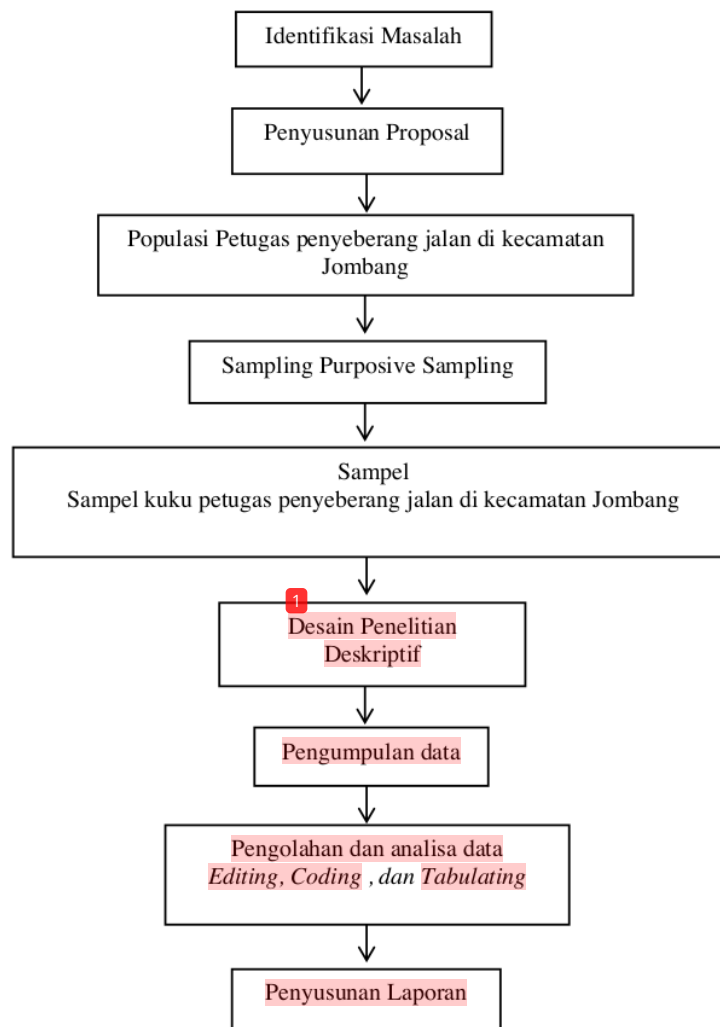 Identifikasi Masalah
Penyusunan Proposal
Populasi Petugas penyeberang jalan di kecamatan
Jombang
Sampling Purposive Sampling
Sampel
Sampel kuku petugas penyeberang jalan di kecamatan Jombang
1
Desain Penelitian
Deskriptif
Pengumpulan data
Pengolahan dan analisa data
Editing, Coding , dan Tabulating
Penyusunan Laporan